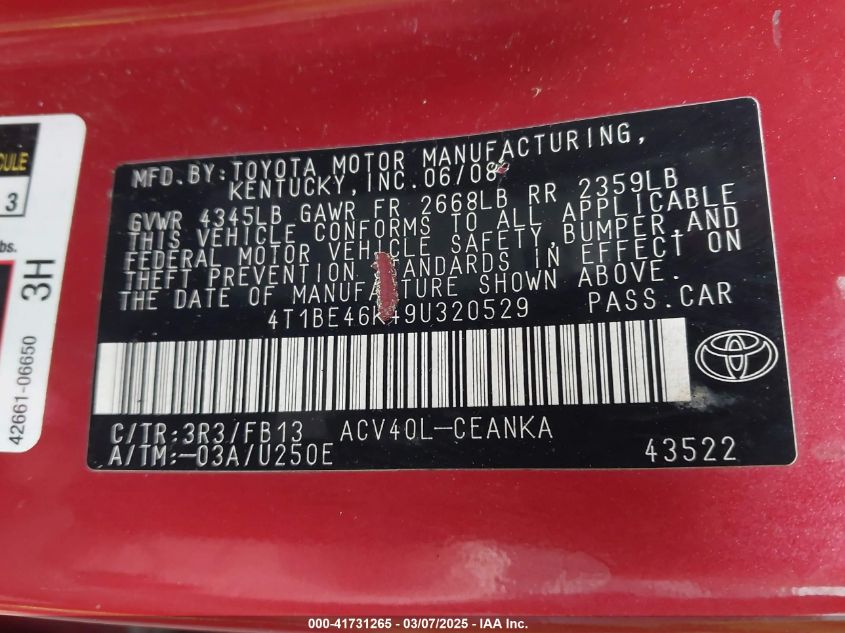 MFD. BY: TOYOTA MOTOR MANUFACTURING,
KENTUCKY, INC. 06/08
GVWR 4345LB GAWR FR 2668LB RR 2359LB
THIS VEHICLE CONFORMS TO ALL APPLICABLE
FEDERAL MOTOR VEHICLE SAFETY, BUMPER, AND
THEFT PREVENTION STANDARDS IN EFFECT ON
THE DATE OF MANUFACTURE SHOWN ABOVE.
4T1BE46K49U320529 PASS. CAR
C/TR: 3R3/FB13 ACV40L-CEANKA
A/TM: -03A/U250E 43522
3
3H
42661-06650
000-41731265 - 03/07/2025 - IAA Inc.